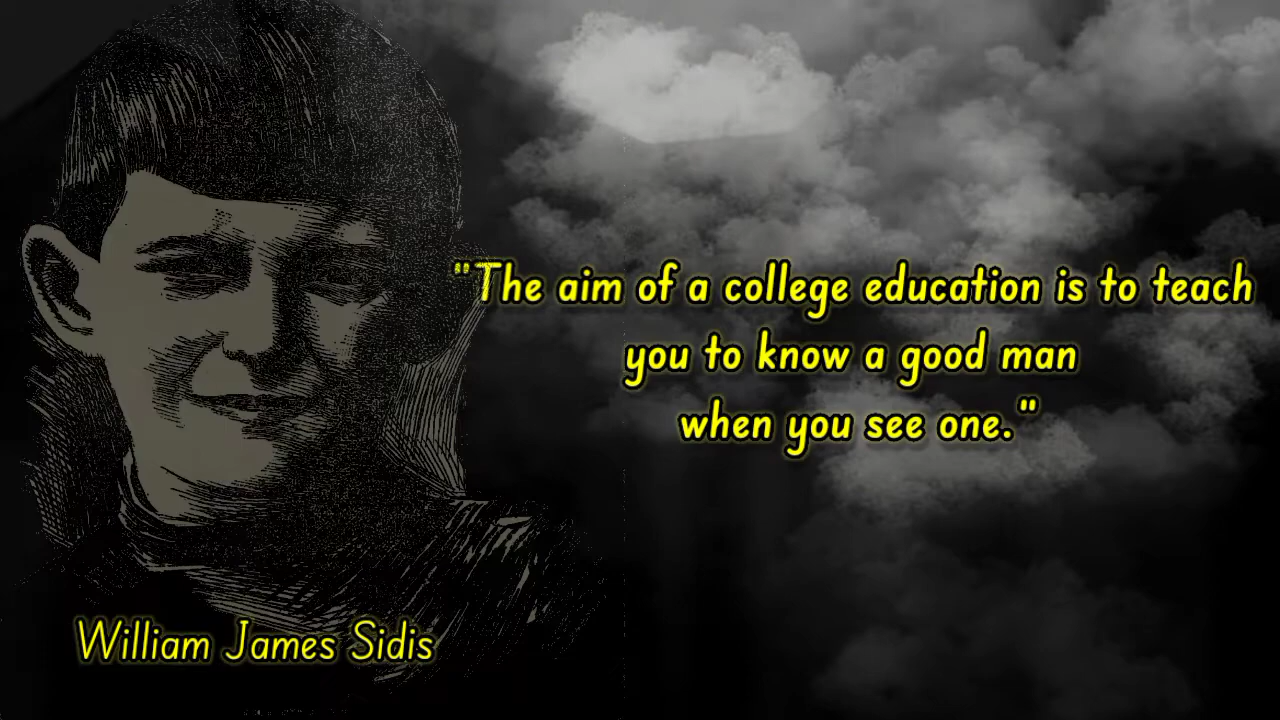 "The aim of a college education is to teach
you to know a good man
when you see one."
William James Sidis